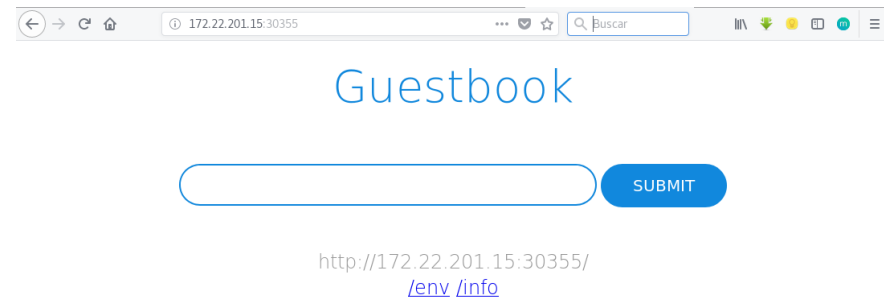 172.22.201.15:30355
Buscar
Guestbook
SUBMIT
http://172.22.201.15:30355/
/env /info